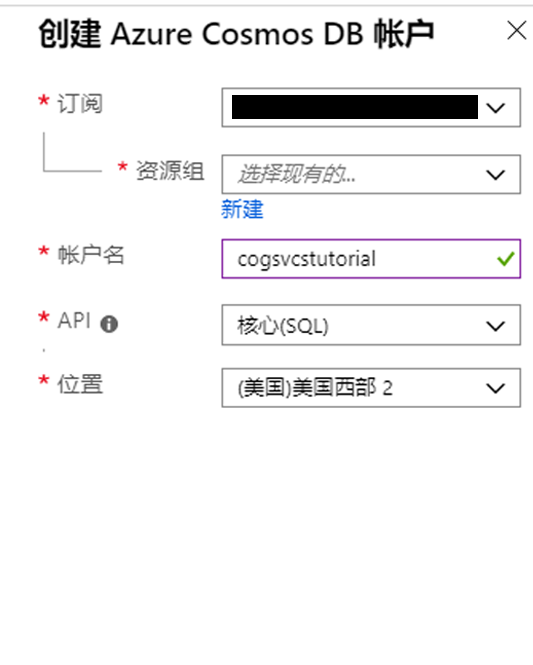 创建 Azure Cosmos DB 帐户
* 订阅
* 资源组 选择现有的...
新建
* 帐户名 cogsvcstutorial
* API 核心(SQL)
* 位置 (美国)美国西部 2